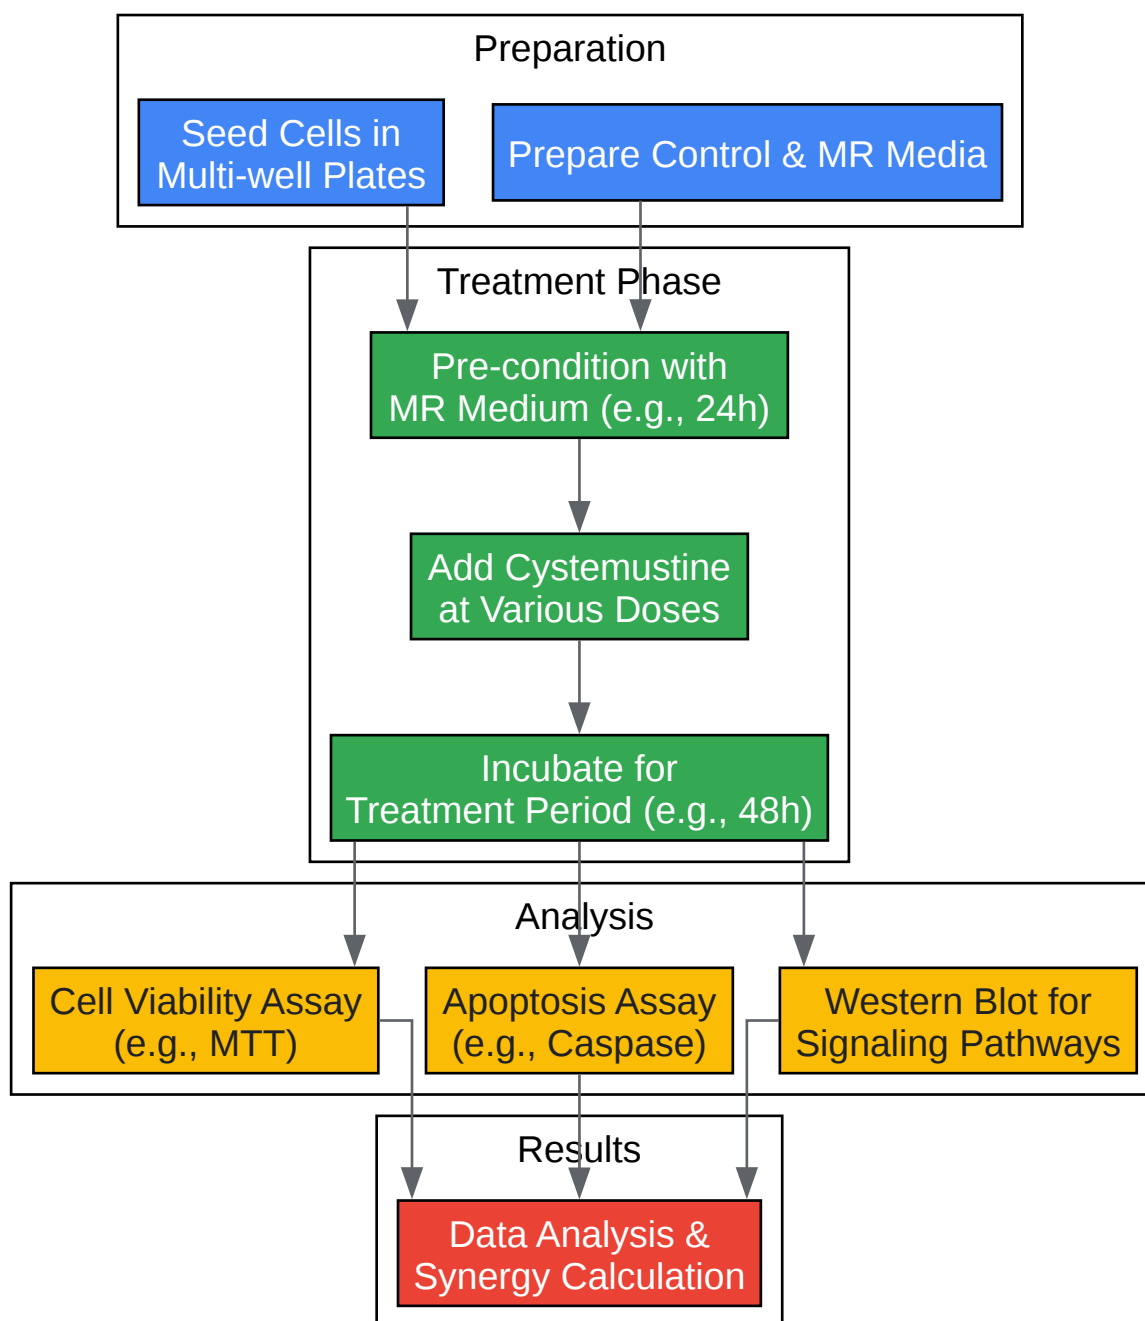 Preparation
Seed Cells in
Multi-well Plates
Prepare Control & MR Media
Treatment Phase
Pre-condition with
MR Medium (e.g., 24h)
Add Cystemustine
at Various Doses
Incubate for
Treatment Period (e.g., 48h)
Analysis
Cell Viability Assay
(e.g., MTT)
Apoptosis Assay
(e.g., Caspase)
Western Blot for
Signaling Pathways
Results
Data Analysis &
Synergy Calculation